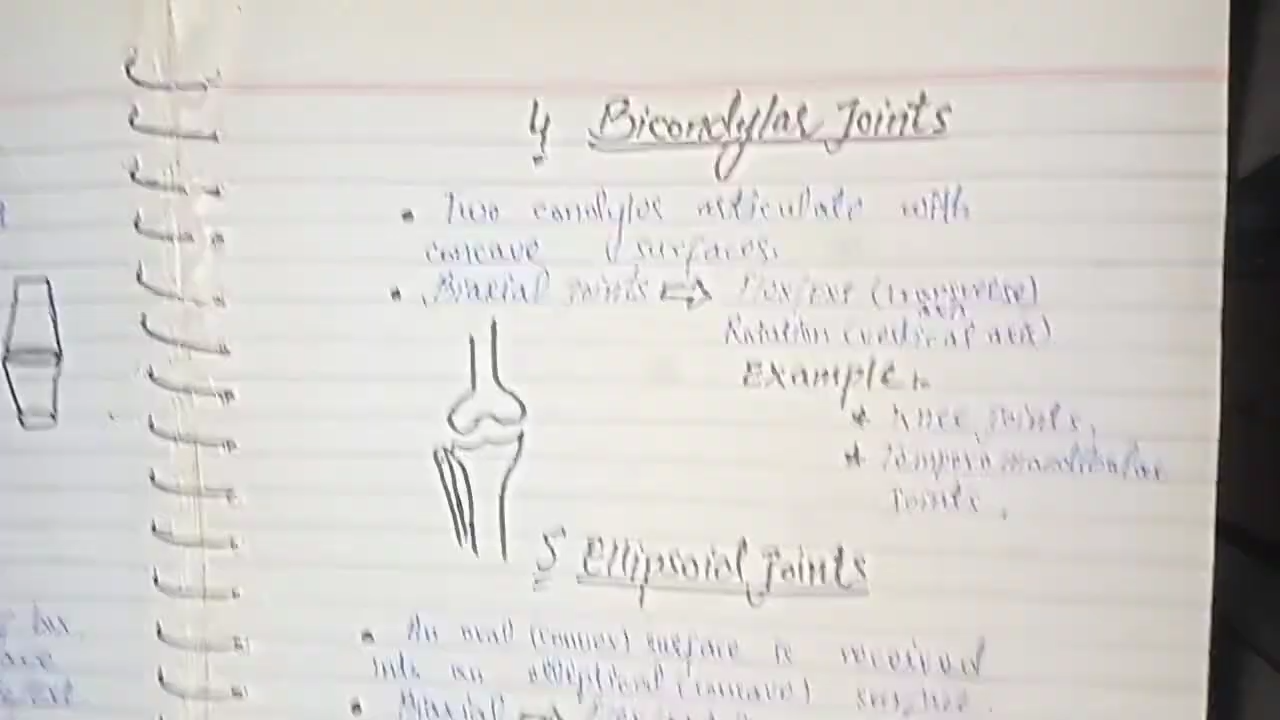 4 Bicondylar Joints
• Two condyles articulate with
concave surfaces.
• Biaxial joints ⇨ Flex/ext (transverse)
axis
Rotation (vertical axis)
Example:-
* Knee joints,
* Temporomandibular
Joints.
5 Ellipsoid Joints
• An oval (convex) surface is received
into an elliptical (concave) surface.
• Biaxial ⇨